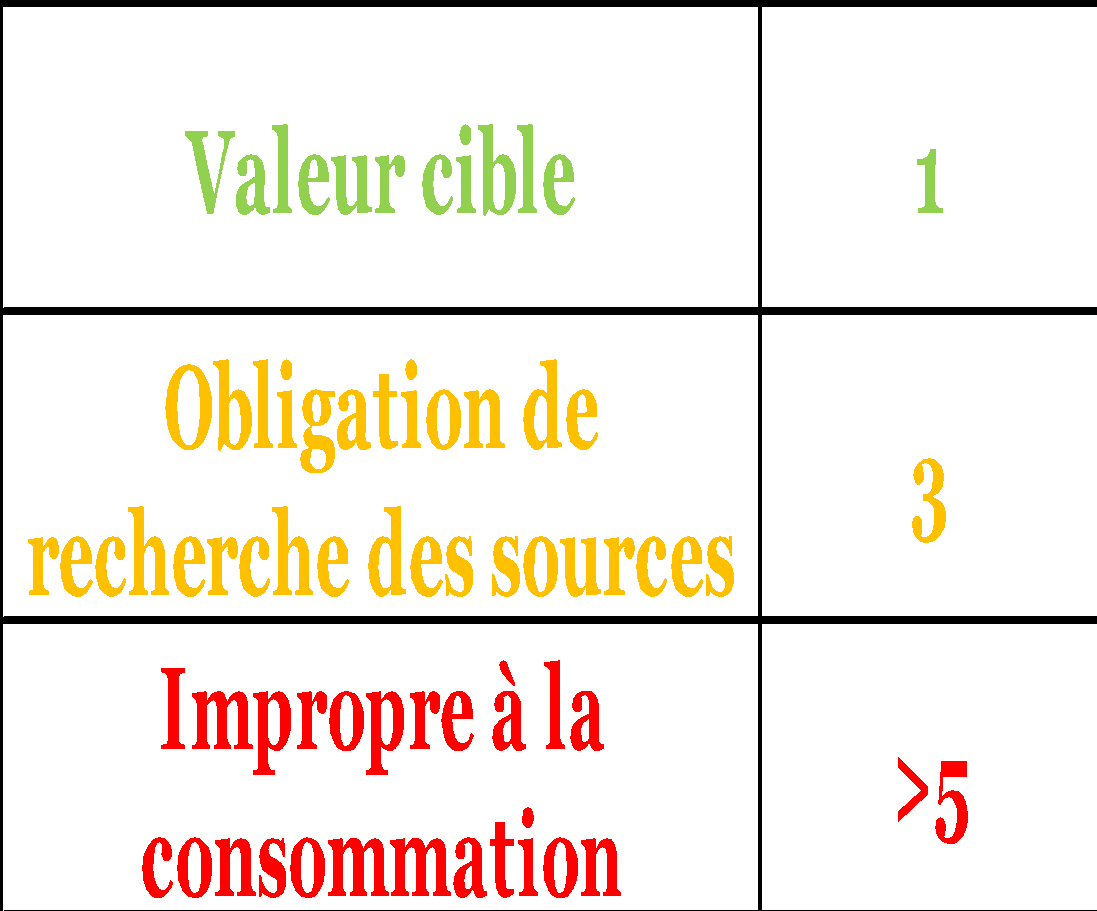 Valeur cible 1
Obligation de
recherche des sources
3
Impropre à la
consommation
>5